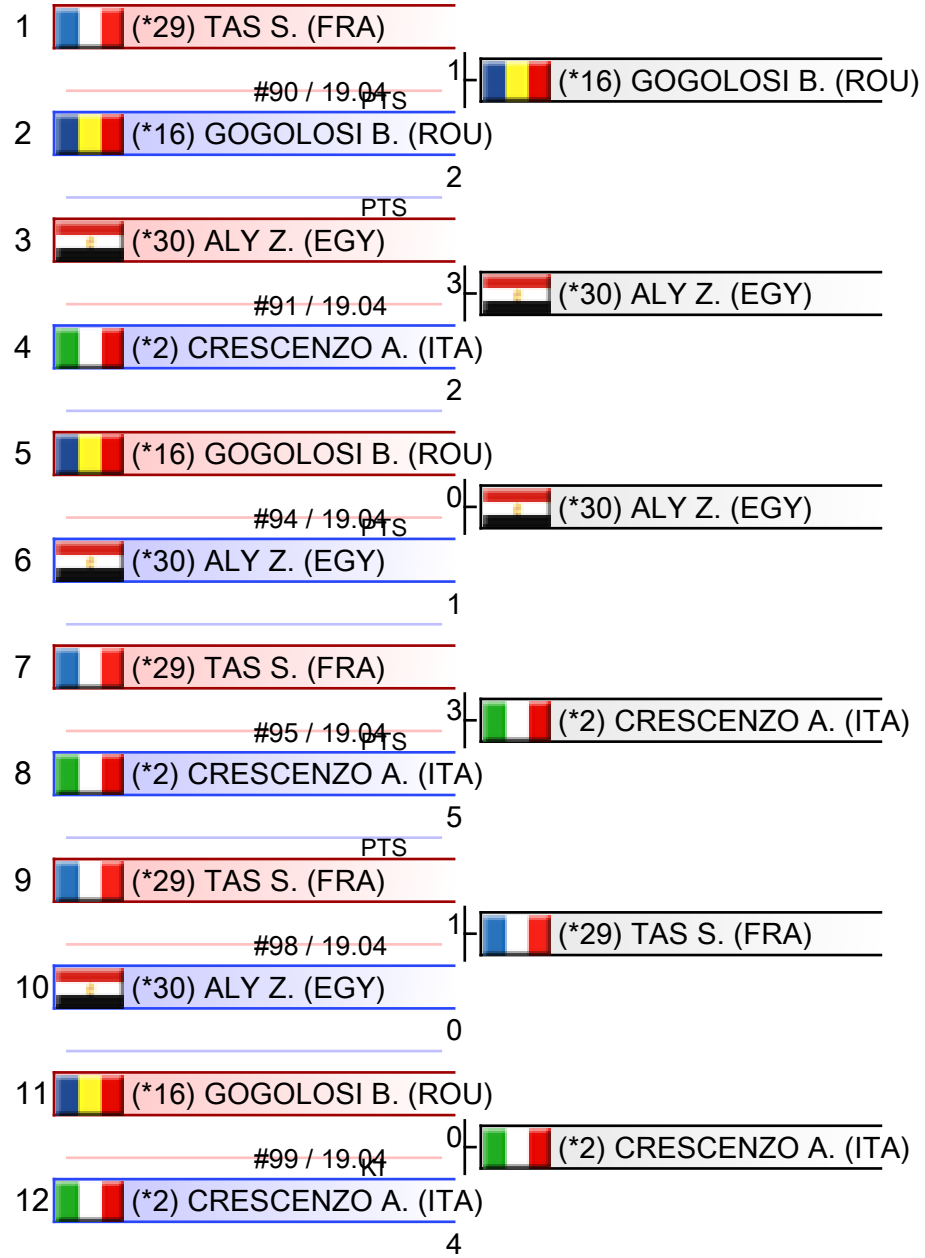 1 (*29) TAS S. (FRA)
1 (*16) GOGOLOSI B. (ROU)
#90 / 19.04 PTS
2 (*16) GOGOLOSI B. (ROU)
2
PTS
3 (*30) ALY Z. (EGY)
3 (*30) ALY Z. (EGY)
#91 / 19.04
4 (*2) CRESCENZO A. (ITA)
2
5 (*16) GOGOLOSI B. (ROU)
0 (*30) ALY Z. (EGY)
#94 / 19.04 PTS
6 (*30) ALY Z. (EGY)
1
7 (*29) TAS S. (FRA)
3 (*2) CRESCENZO A. (ITA)
#95 / 19.04 PTS
8 (*2) CRESCENZO A. (ITA)
5
PTS
9 (*29) TAS S. (FRA)
1 (*29) TAS S. (FRA)
#98 / 19.04
10 (*30) ALY Z. (EGY)
0
11 (*16) GOGOLOSI B. (ROU)
0 (*2) CRESCENZO A. (ITA)
#99 / 19.04 KI
12 (*2) CRESCENZO A. (ITA)
4